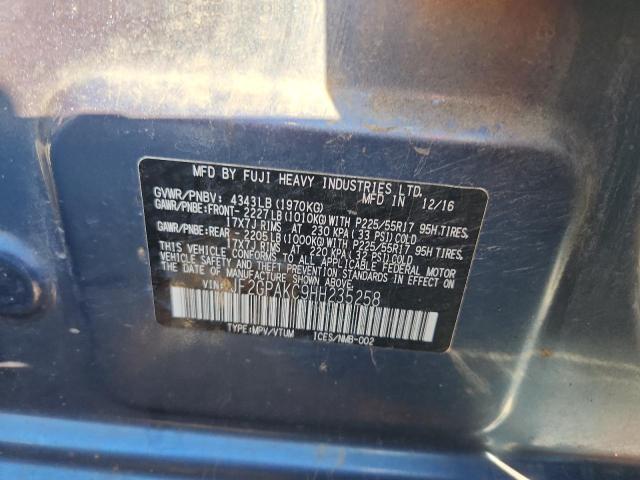 MFD BY FUJI HEAVY INDUSTRIES,LTD.
MFD IN 12/16
GVWR/PNBV: 4343LB(1970KG)
GAWR/PNBE:FRONT- 2227LB(1010KG)WITH P225/55R17 95H TIRES,
17X7J RIMS AT 230 KPA(33 PSI)COLD
GAWR/PNBE:REAR -2205LB(1000KG)WITH P225/55R17 95H TIRES,
17X7J RIMS AT 220 KPA(32 PSI)COLD
THIS VEHICLE CONFORMS TO ALL APPLICABLE FEDERAL MOTOR
VEHICLE SAFETY STANDARDS IN EFFECT ON THE DATE OF
MANUFACTURE SHOWN ABOVE.
VIN: JF2GPAKC9HH235258
TYPE:MPV/VTUM ICES/NMB-002